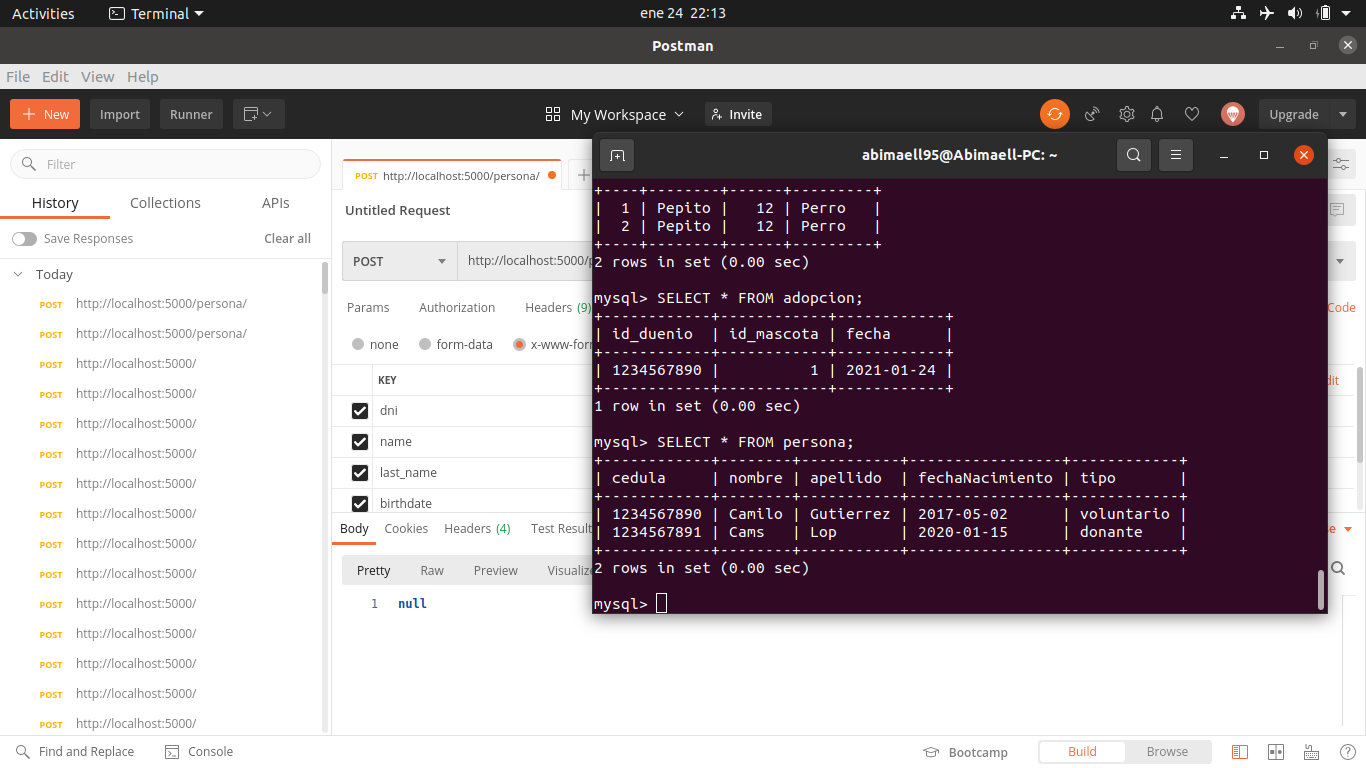 Activities Terminal ene 24 22:13
Postman
File Edit View Help
New Import Runner My Workspace Invite Upgrade
Filter
History Collections APIs
Save Responses Clear all
Today
POST http://localhost:5000/persona/
POST http://localhost:5000/persona/
POST http://localhost:5000/
POST http://localhost:5000/
POST http://localhost:5000/
POST http://localhost:5000/
POST http://localhost:5000/
POST http://localhost:5000/
POST http://localhost:5000/
POST http://localhost:5000/
POST http://localhost:5000/
POST http://localhost:5000/
POST http://localhost:5000/
POST http://localhost:5000/
POST http://localhost:5000/
POST http://localhost:5000/persona/
Untitled Request
POST http://localhost:5000/
Params Authorization Headers (9) Code
none form-data x-www-for
KEY
dni
name
last_name
birthdate
Body Cookies Headers (4) Test Result
Pretty Raw Preview Visualiz
1 null
abimaell95@Abimaell-PC: ~
+----+--------+------+---------+
|  1 | Pepito |   12 | Perro   |
|  2 | Pepito |   12 | Perro   |
+----+--------+------+---------+
2 rows in set (0.00 sec)
mysql> SELECT * FROM adopcion;
+------------+------------+------------+
| id_duenio  | id_mascota | fecha      |
+------------+------------+------------+
| 1234567890 |          1 | 2021-01-24 |
+------------+------------+------------+
1 row in set (0.00 sec)
mysql> SELECT * FROM persona;
+------------+--------+-----------+-----------------+------------+
| cedula     | nombre | apellido  | fechaNacimiento | tipo       |
+------------+--------+-----------+-----------------+------------+
| 1234567890 | Camilo | Gutierrez | 2017-05-02      | voluntario |
| 1234567891 | Cams   | Lop       | 2020-01-15      | donante    |
+------------+--------+-----------+-----------------+------------+
2 rows in set (0.00 sec)
mysql>
Find and Replace Console Bootcamp Build Browse